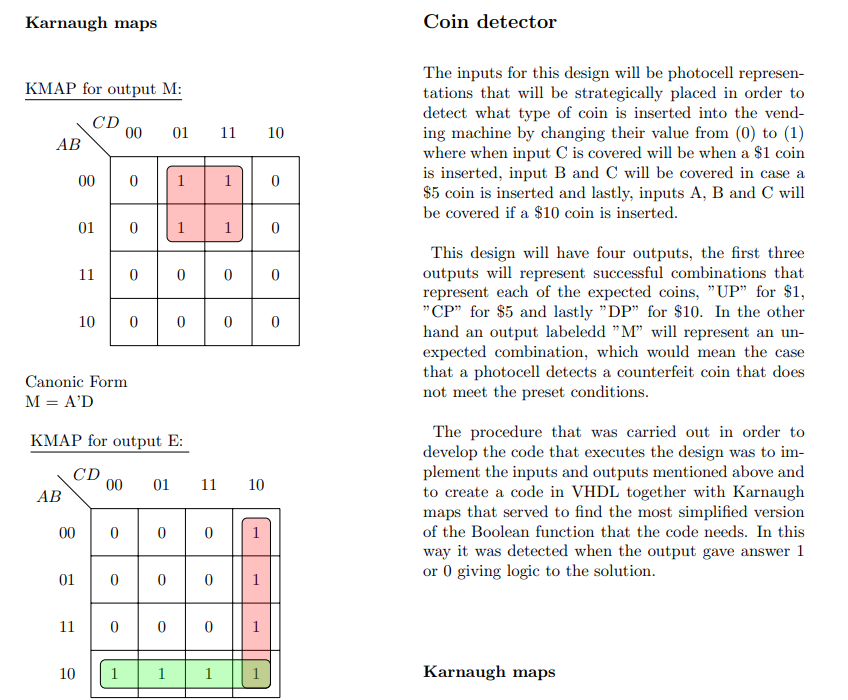 Karnaugh maps
KMAP for output M:
CD
AB
00 01 11 10
00 0 1 1 0
01 0 1 1 0
11 0 0 0 0
10 0 0 0 0
Canonic Form
M = A'D
KMAP for output E:
CD
AB
00 01 11 10
00 0 0 0 1
01 0 0 0 1
11 0 0 0 1
10 1 1 1 1
Coin detector
The inputs for this design will be photocell represen-
tations that will be strategically placed in order to
detect what type of coin is inserted into the vend-
ing machine by changing their value from (0) to (1)
where when input C is covered will be when a $1 coin
is inserted, input B and C will be covered in case a
$5 coin is inserted and lastly, inputs A, B and C will
be covered if a $10 coin is inserted.
This design will have four outputs, the first three
outputs will represent successful combinations that
represent each of the expected coins, ”UP” for $1,
”CP” for $5 and lastly ”DP” for $10. In the other
hand an output labeledd ”M” will represent an un-
expected combination, which would mean the case
that a photocell detects a counterfeit coin that does
not meet the preset conditions.
The procedure that was carried out in order to
develop the code that executes the design was to im-
plement the inputs and outputs mentioned above and
to create a code in VHDL together with Karnaugh
maps that served to find the most simplified version
of the Boolean function that the code needs. In this
way it was detected when the output gave answer 1
or 0 giving logic to the solution.
Karnaugh maps